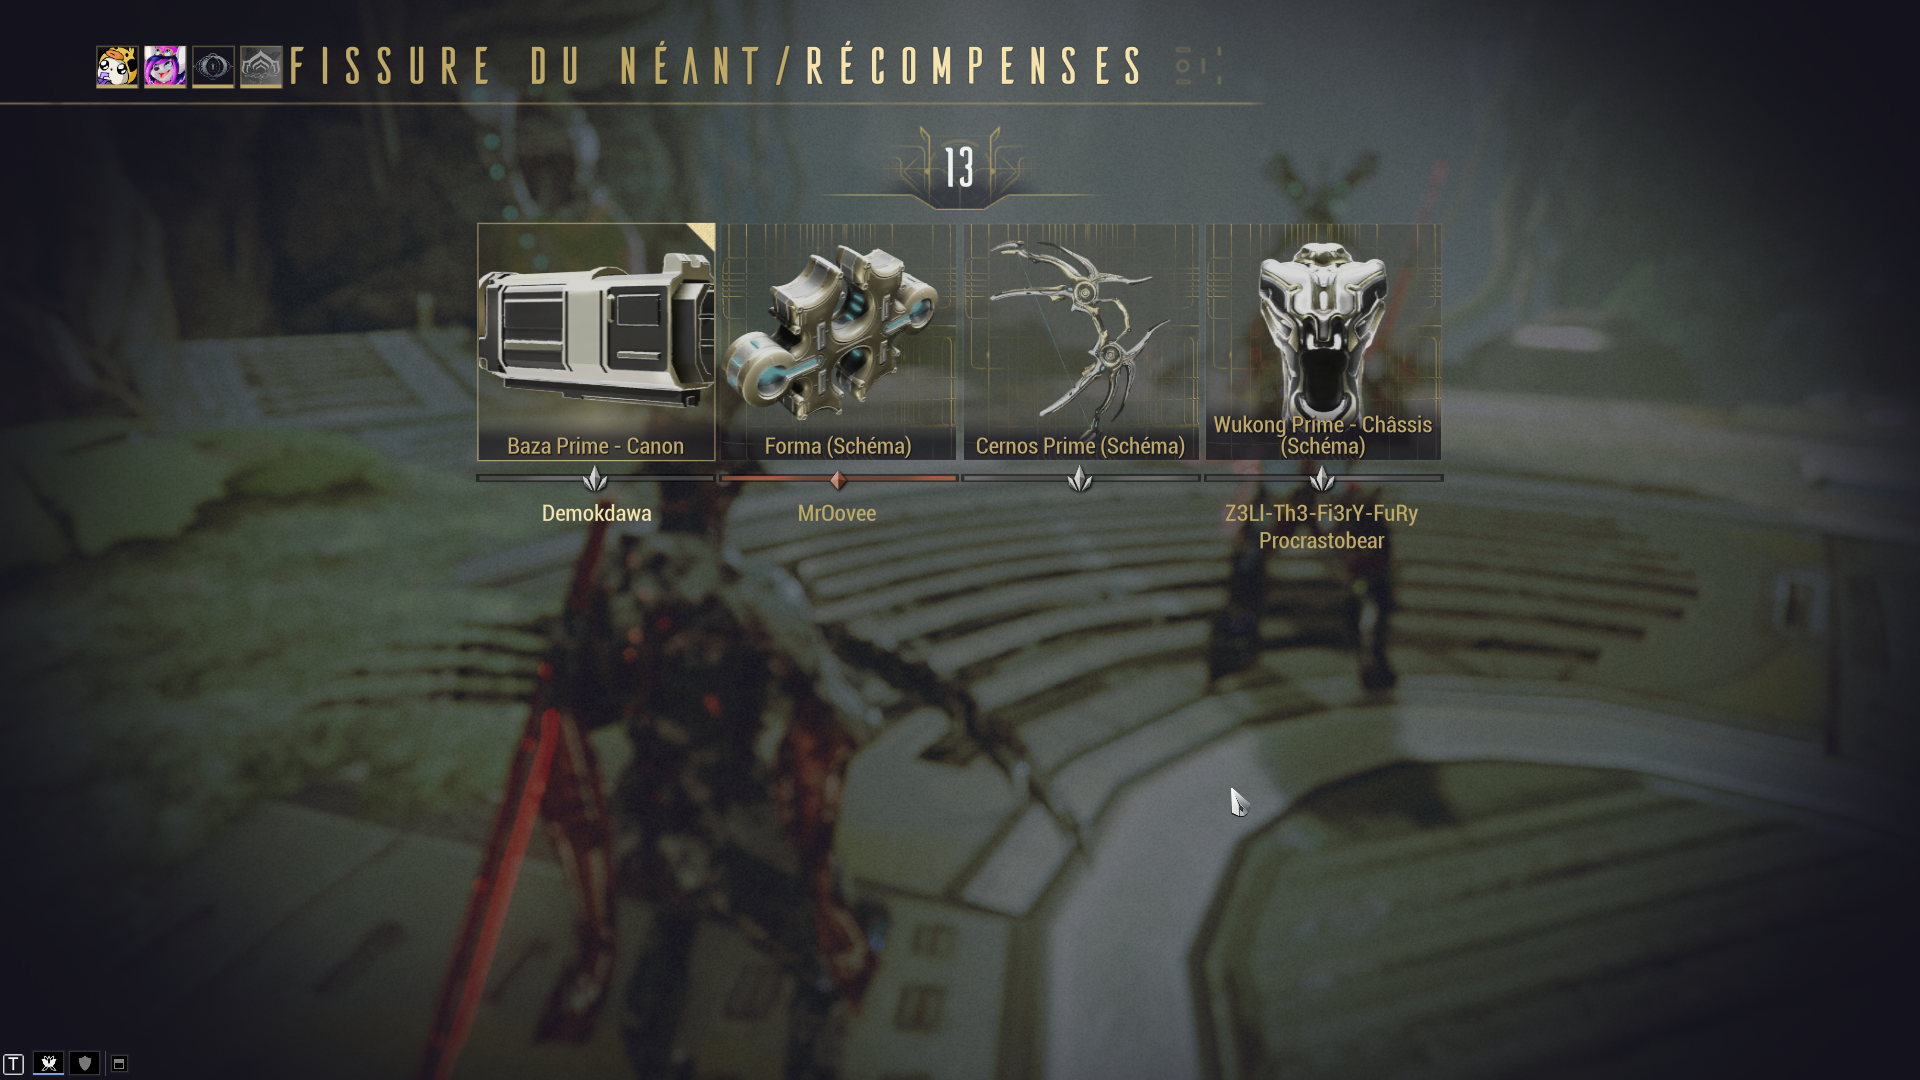 FISSURE DU NÉANT/RÉCOMPENSES
13
Baza Prime - Canon
Forma (Schéma)
Cernos Prime (Schéma)
Wukong Prime - Châssis
(Schéma)
Demokdawa
MrOovee
Z3Ll-Th3-Fi3rY-FuRy
Procrastobear
T